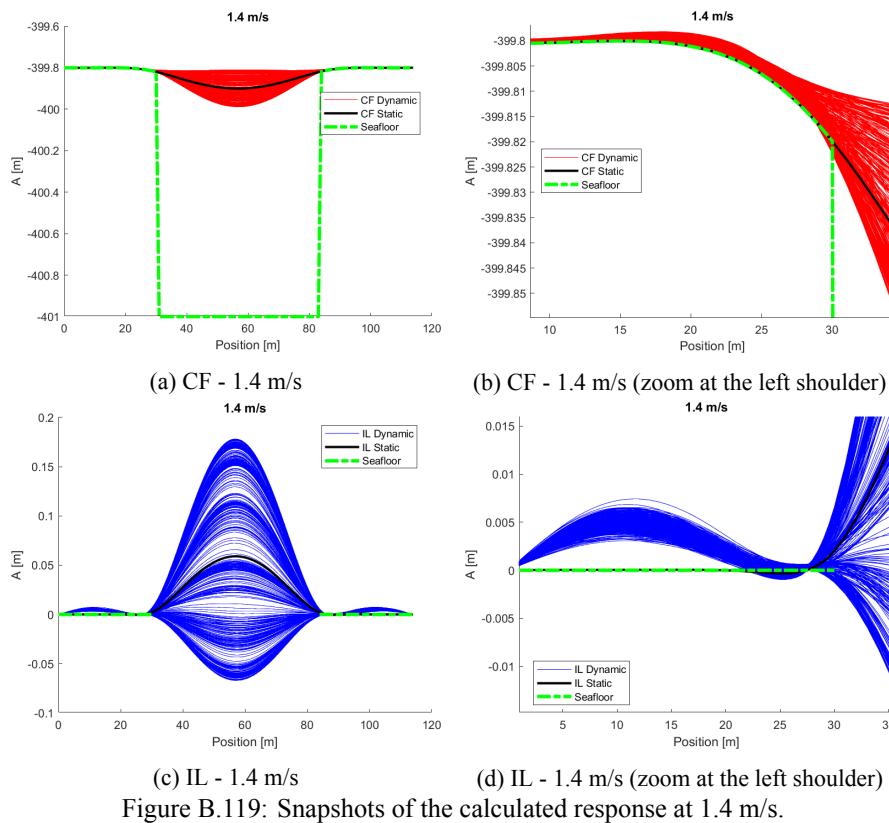 1.4 m/s
-399.6
-399.8
-400
-400.2
-400.4
-400.6
-400.8
-401
A [m]
CF Dynamic
CF Static
Seafloor
0 20 40 60 80 100 120
Position [m]
(a) CF - 1.4 m/s
1.4 m/s
-399.8
-399.805
-399.81
-399.815
-399.82
-399.825
-399.83
-399.835
-399.84
-399.845
-399.85
A [m]
CF Dynamic
CF Static
Seafloor
10 15 20 25 30
Position [m]
(b) CF - 1.4 m/s (zoom at the left shoulder)
1.4 m/s
0.2
0.15
0.1
0.05
0
-0.05
-0.1
A [m]
IL Dynamic
IL Static
Seafloor
0 20 40 60 80 100 120
Position [m]
(c) IL - 1.4 m/s
1.4 m/s
0.015
0.01
0.005
0
-0.005
-0.01
A [m]
IL Dynamic
IL Static
Seafloor
5 10 15 20 25 30
Position [m]
(d) IL - 1.4 m/s (zoom at the left shoulder)
Figure B.119: Snapshots of the calculated response at 1.4 m/s.